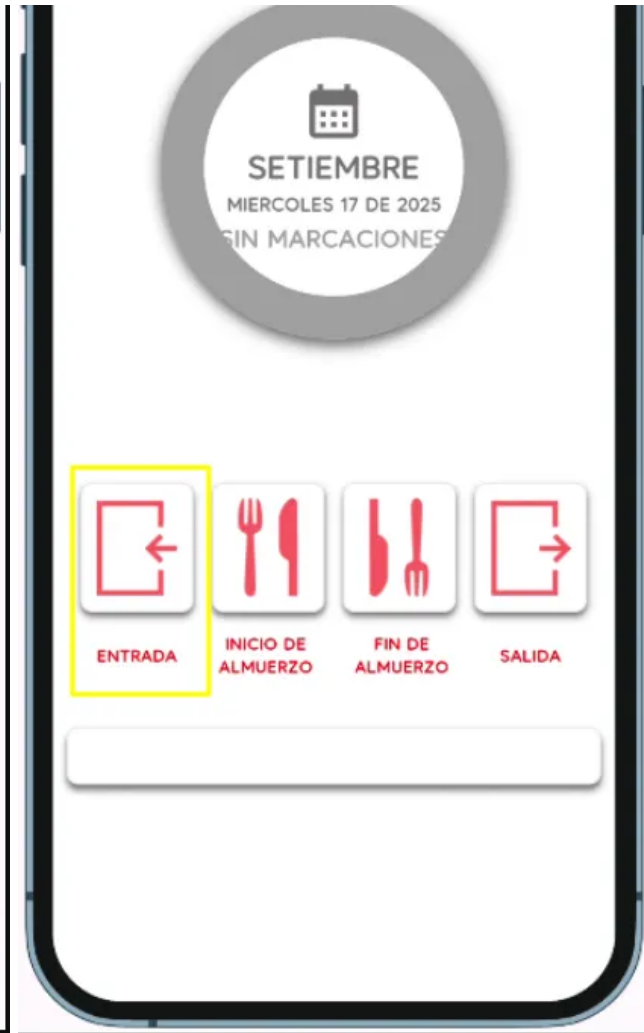 SETIEMBRE
MIERCOLES 17 DE 2025
SIN MARCACIONES
ENTRADA
INICIO DE
ALMUERZO
FIN DE
ALMUERZO
SALIDA